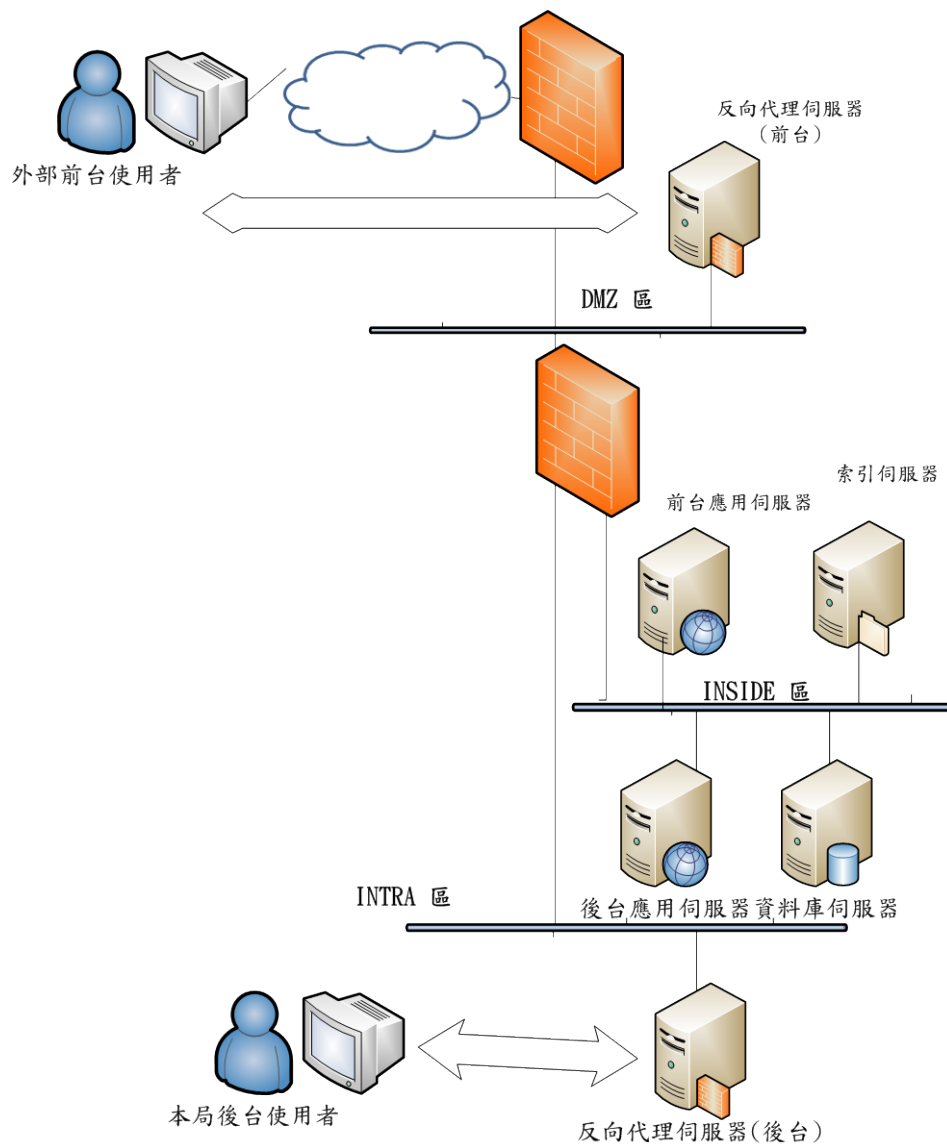 反向代理伺服器
(前台)
外部前台使用者
DMZ 區
索引伺服器
前台應用伺服器
INSIDE 區
INTRA 區
後台應用伺服器
資料庫伺服器
本局後台使用者
反向代理伺服器(後台)